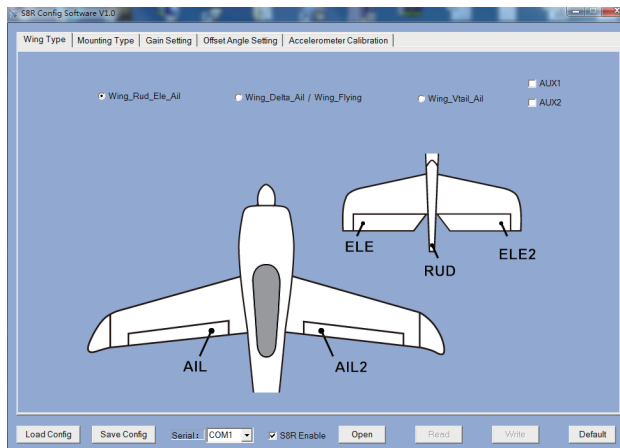 S8R Config Software V1.0
Wing Type Mounting Type Gain Setting Offset Angle Setting Accelerometer Calibration
Wing_Rud_Ele_Ail Wing_Delta_Ail / Wing_Flying Wing_Vtail_Ail AUX1
AUX2
ELE RUD ELE2
AIL AIL2
Load Config Save Config Serial: COM1 S8R Enable Open Read Write Default